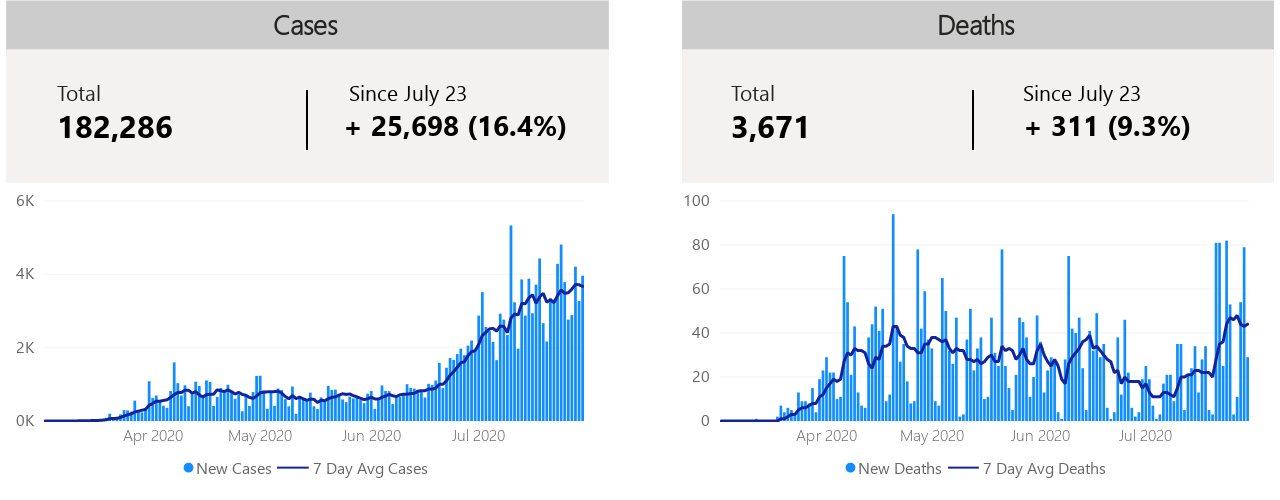 Cases
Total
182,286
Since July 23
+ 25,698 (16.4%)
6K
4K
2K
0K
Apr 2020
May 2020
Jun 2020
Jul 2020
New Cases
7 Day Avg Cases
Deaths
Total
3,671
Since July 23
+ 311 (9.3%)
100
80
60
40
20
0
Apr 2020
May 2020
Jun 2020
Jul 2020
New Deaths
7 Day Avg Deaths